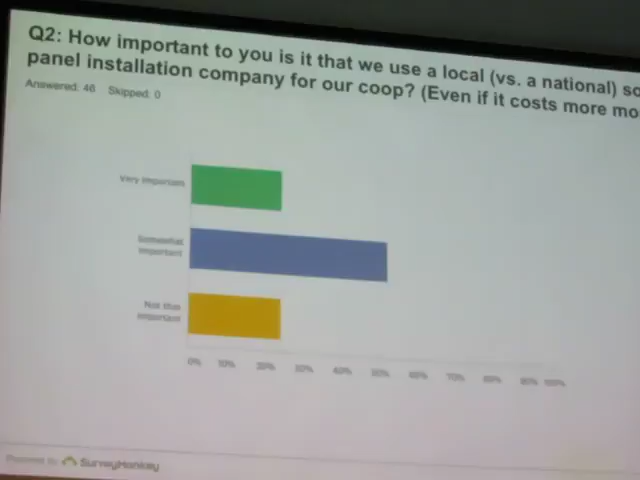 Q2: How important to you is it that we use a local (vs. a national) so
panel installation company for our coop? (Even if it costs more mo
Answered: 46 Skipped: 0
Very important
Somewhat
important
Not that
important
0% 10% 20% 30% 40% 50% 60% 70% 80% 90% 100%
Powered by SurveyMonkey